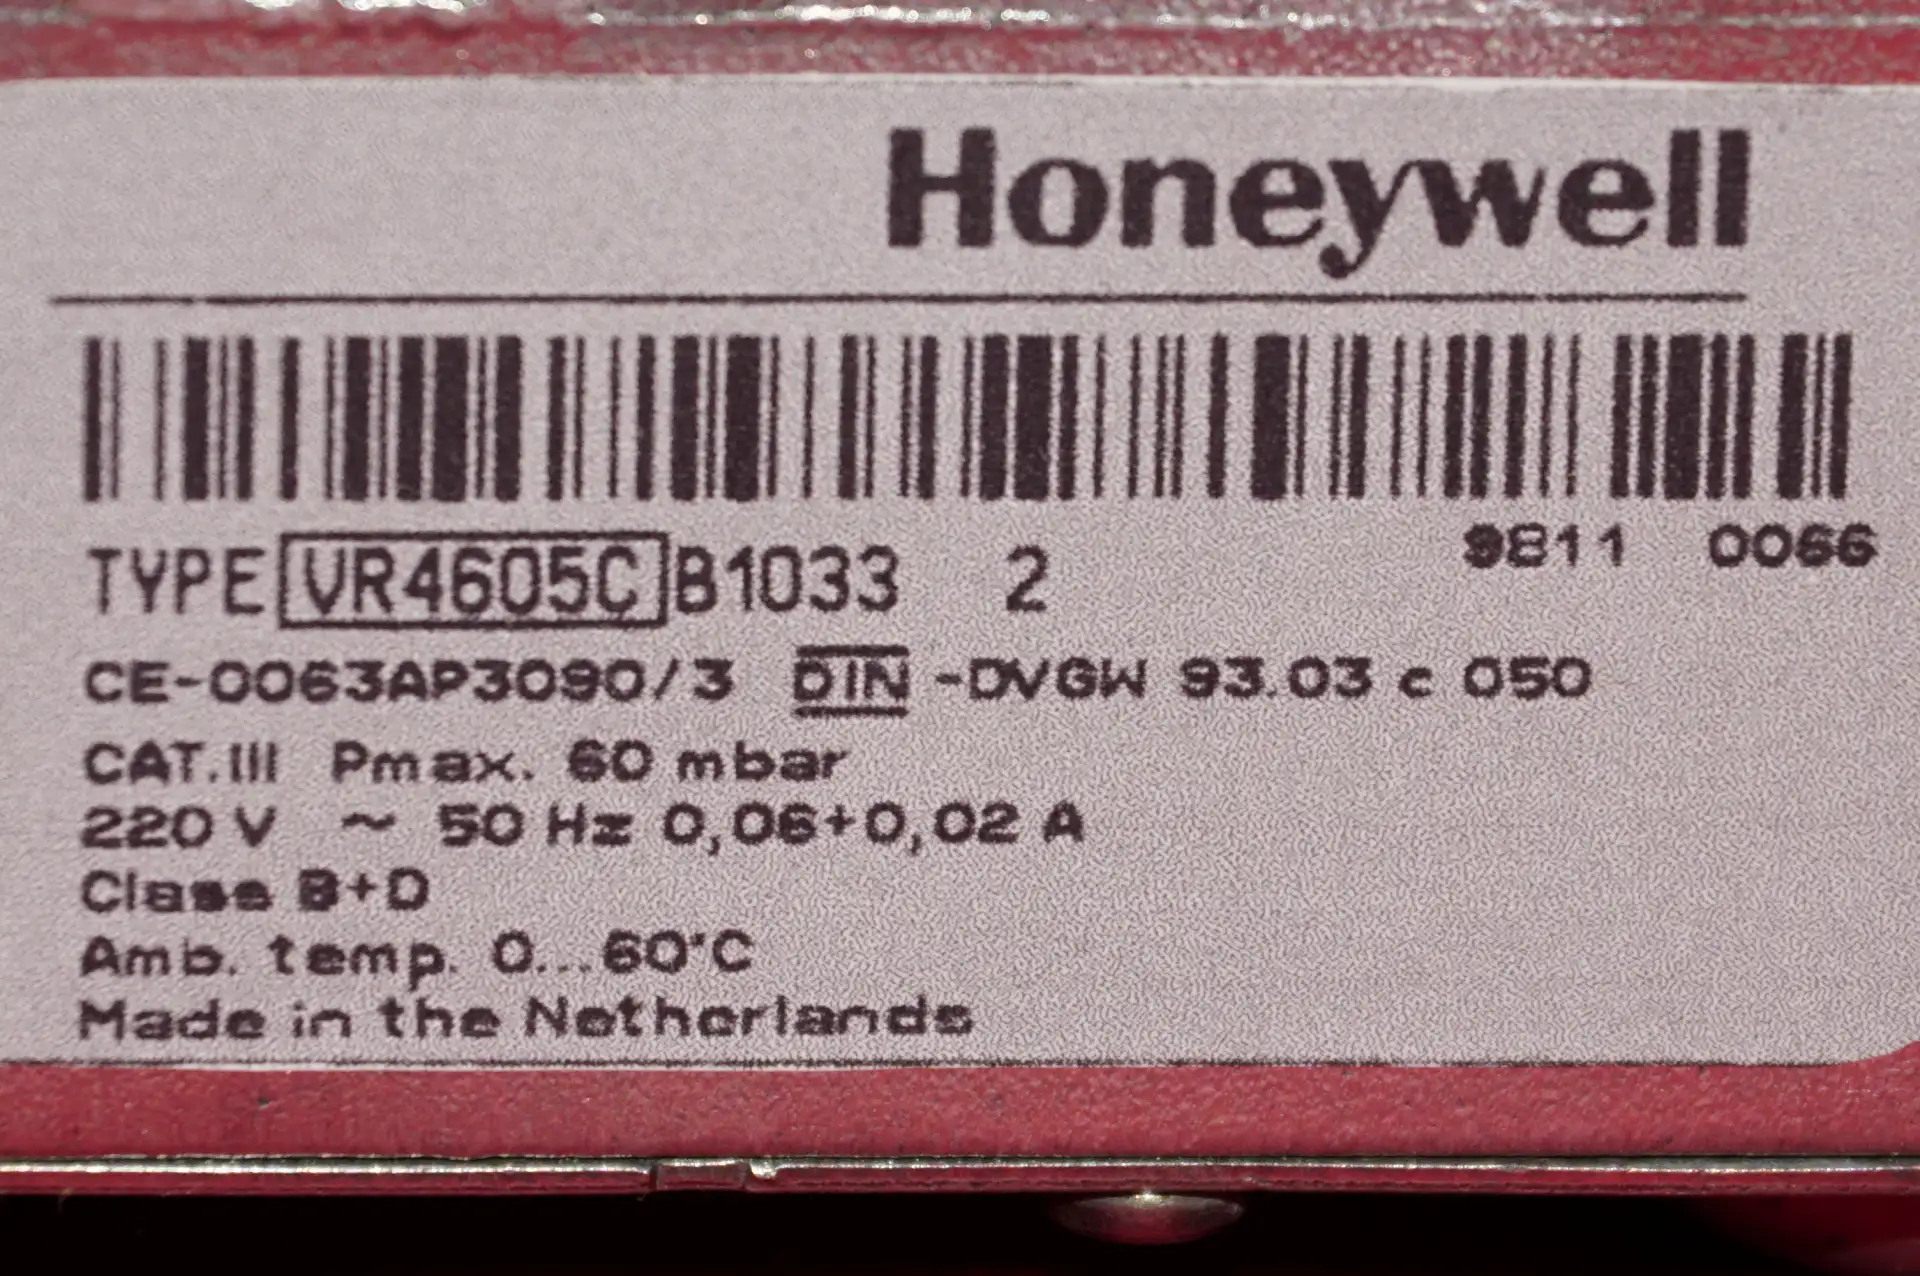 Honeywell
9811 0066
TYPE VR4605C B1033 2
CE-0063AP3090/3 DIN -DVGW 93.03 c 050
CAT.III Pmax. 60 mbar
220 V ~ 50 Hz 0,06+0,02 A
Class B+D
Amb. temp. 0...60°C
Made in the Netherlands